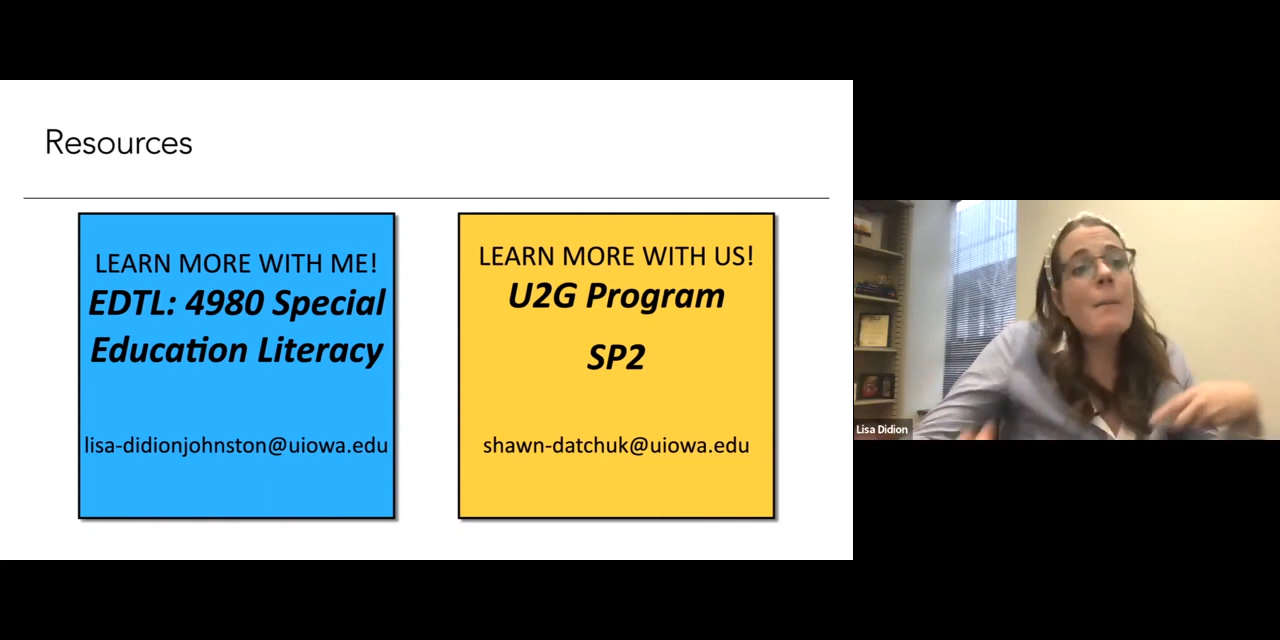 Resources
LEARN MORE WITH ME!
EDTL: 4980 Special
Education Literacy
lisa-didionjohnston@uiowa.edu
LEARN MORE WITH US!
U2G Program
SP2
shawn-datchuk@uiowa.edu
Lisa Didion